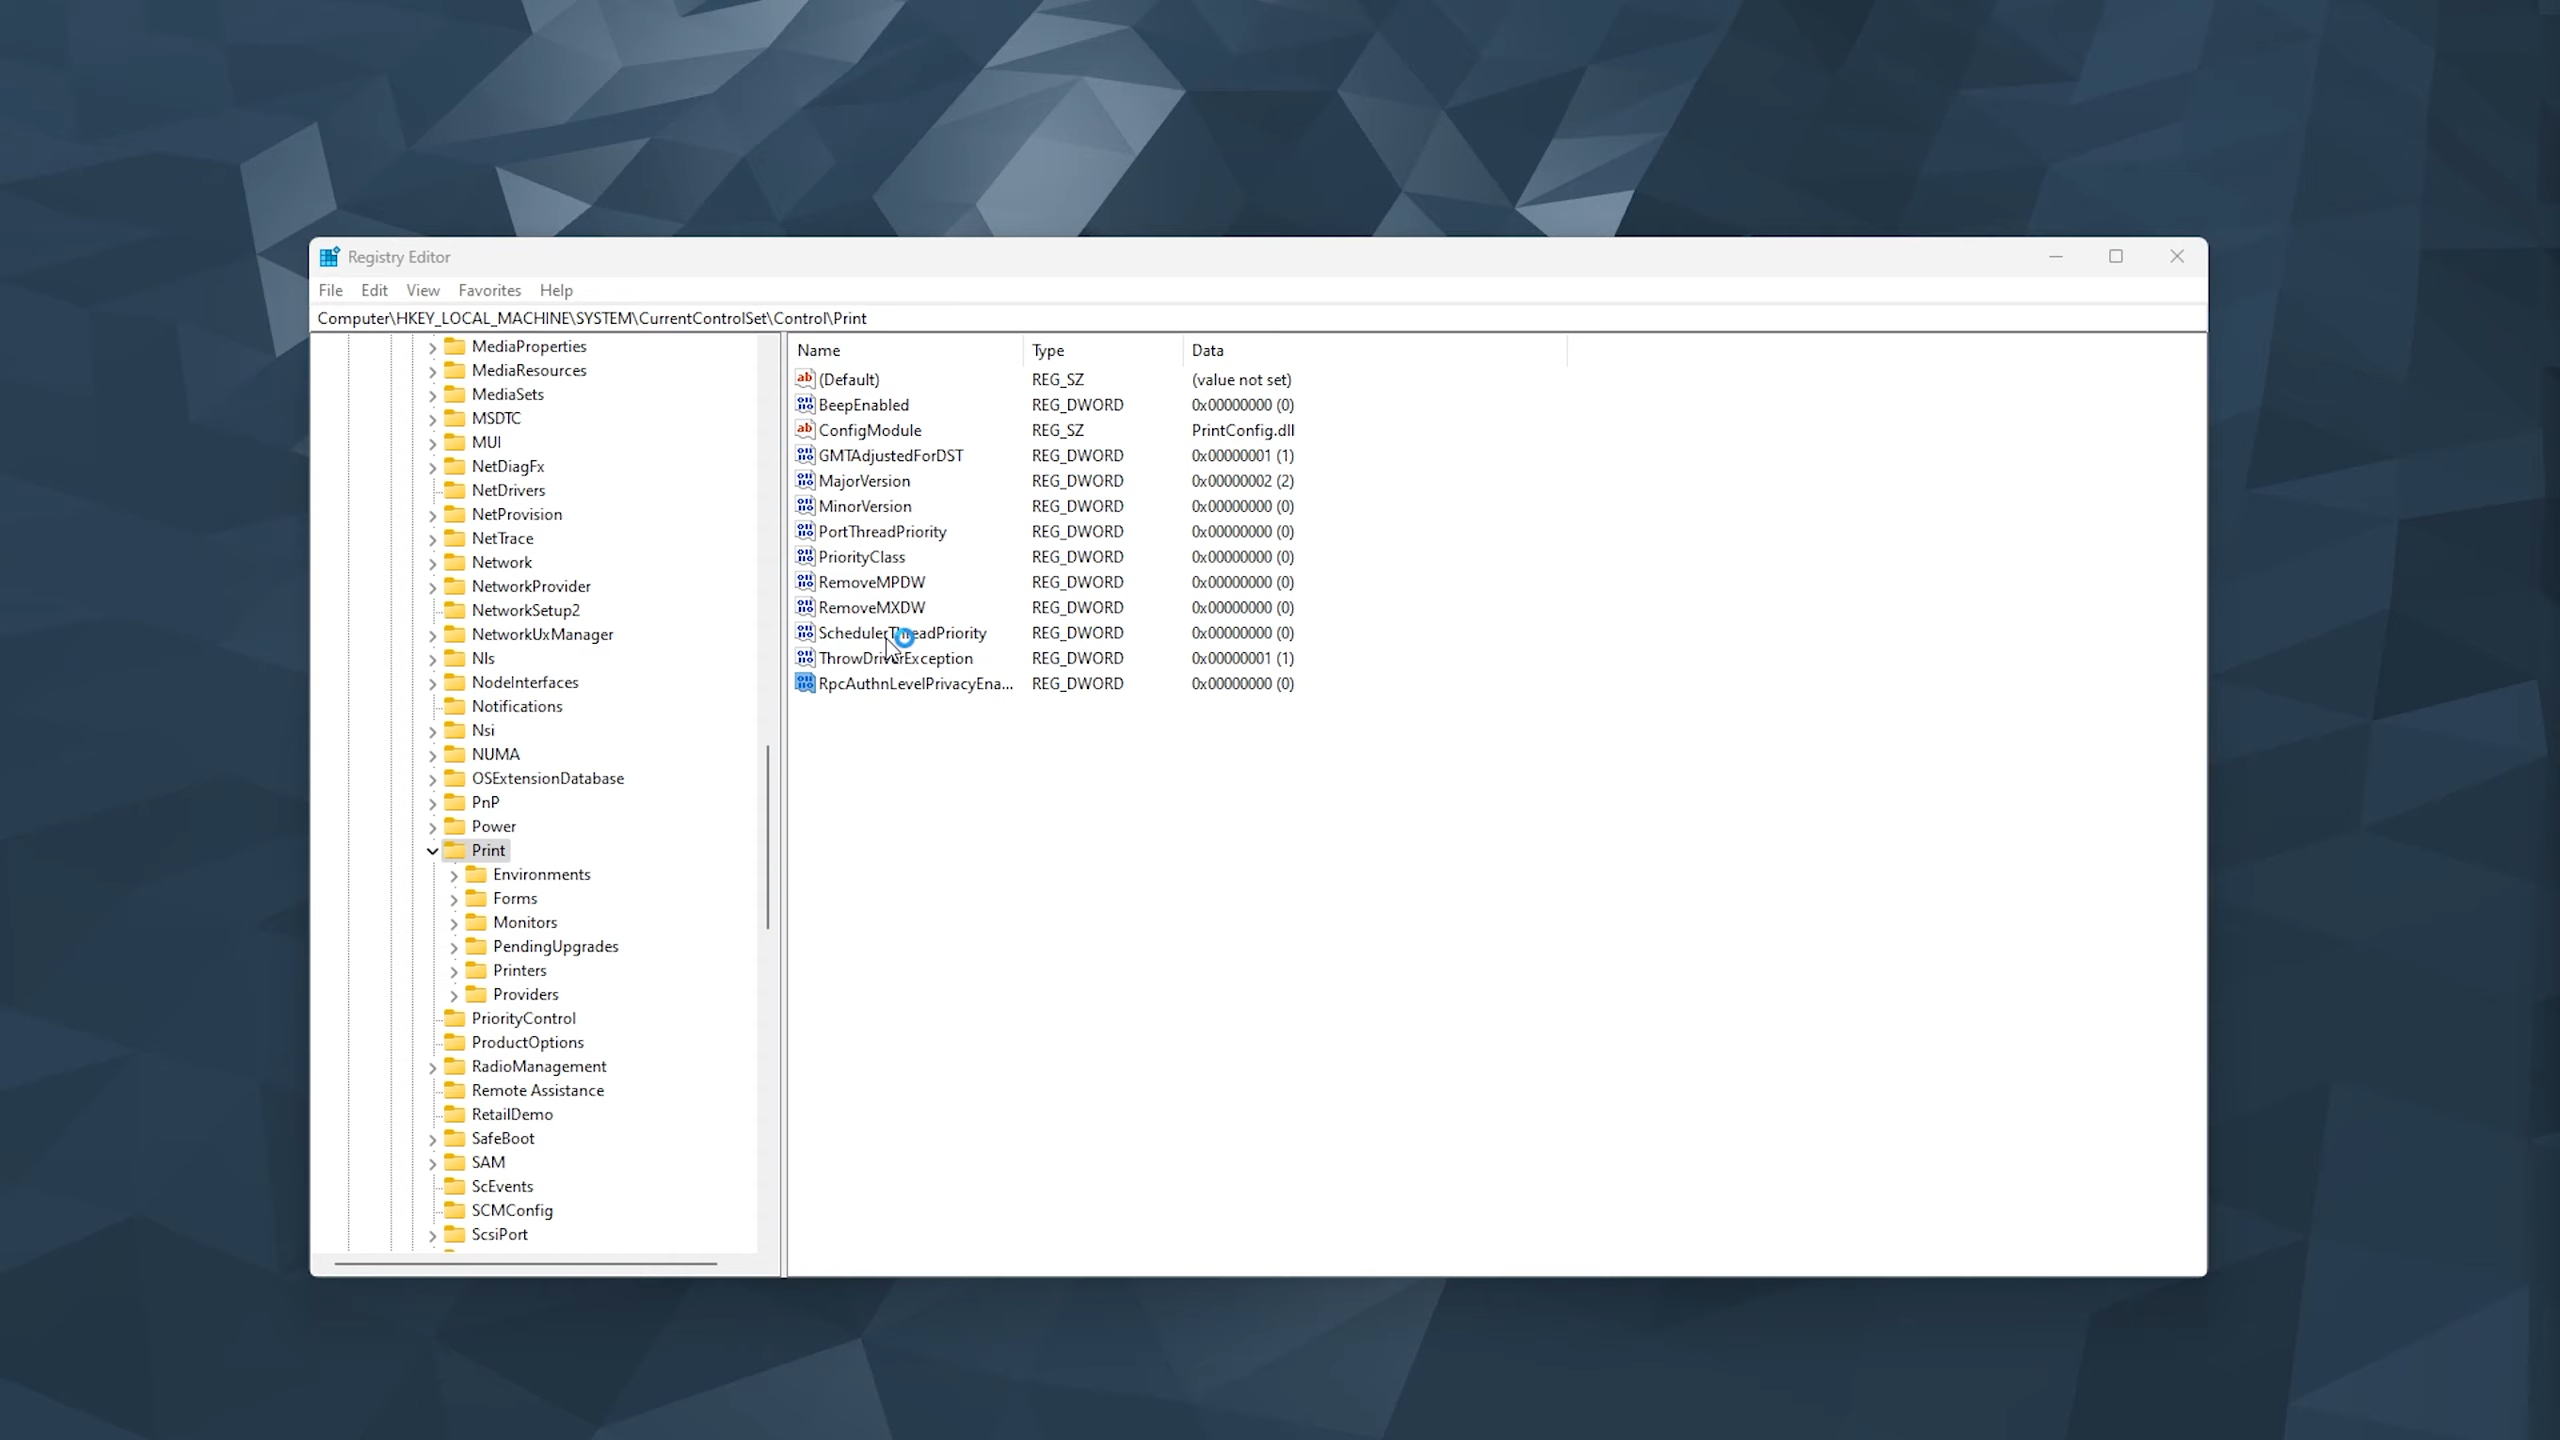 Registry Editor
File Edit View Favorites Help
Computer\HKEY_LOCAL_MACHINE\SYSTEM\CurrentControlSet\Control\Print
MediaProperties
MediaResources
MediaSets
MSDTC
MUI
NetDiagFx
NetDrivers
NetProvision
NetTrace
Network
NetworkProvider
NetworkSetup2
NetworkUxManager
Nls
NodeInterfaces
Notifications
Nsi
NUMA
OSExtensionDatabase
PnP
Power
Print
Environments
Forms
Monitors
PendingUpgrades
Printers
Providers
PriorityControl
ProductOptions
RadioManagement
Remote Assistance
RetailDemo
SafeBoot
SAM
ScEvents
SCMConfig
ScsiPort
Name Type Data
(Default) REG_SZ (value not set)
BeepEnabled REG_DWORD 0x00000000 (0)
ConfigModule REG_SZ PrintConfig.dll
GMTAdjustedForDST REG_DWORD 0x00000001 (1)
MajorVersion REG_DWORD 0x00000002 (2)
MinorVersion REG_DWORD 0x00000000 (0)
PortThreadPriority REG_DWORD 0x00000000 (0)
PriorityClass REG_DWORD 0x00000000 (0)
RemoveMPDW REG_DWORD 0x00000000 (0)
RemoveMXDW REG_DWORD 0x00000000 (0)
SchedulerThreadPriority REG_DWORD 0x00000000 (0)
ThrowDriverException REG_DWORD 0x00000001 (1)
RpcAuthnLevelPrivacyEna... REG_DWORD 0x00000000 (0)